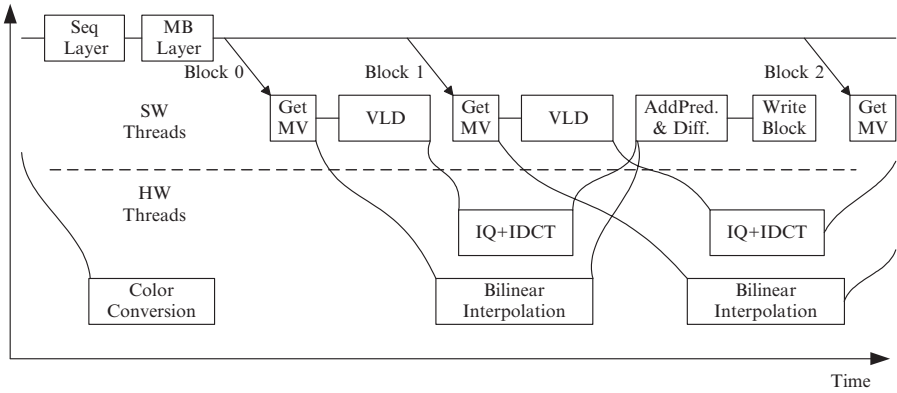 Seq
Layer
MB
Layer
Block 0
Block 1
Block 2
SW
Threads
Get
MV
VLD
Get
MV
VLD
AddPred.
& Diff.
Write
Block
Get
MV
HW
Threads
IQ+IDCT
IQ+IDCT
Color
Conversion
Bilinear
Interpolation
Bilinear
Interpolation
Time